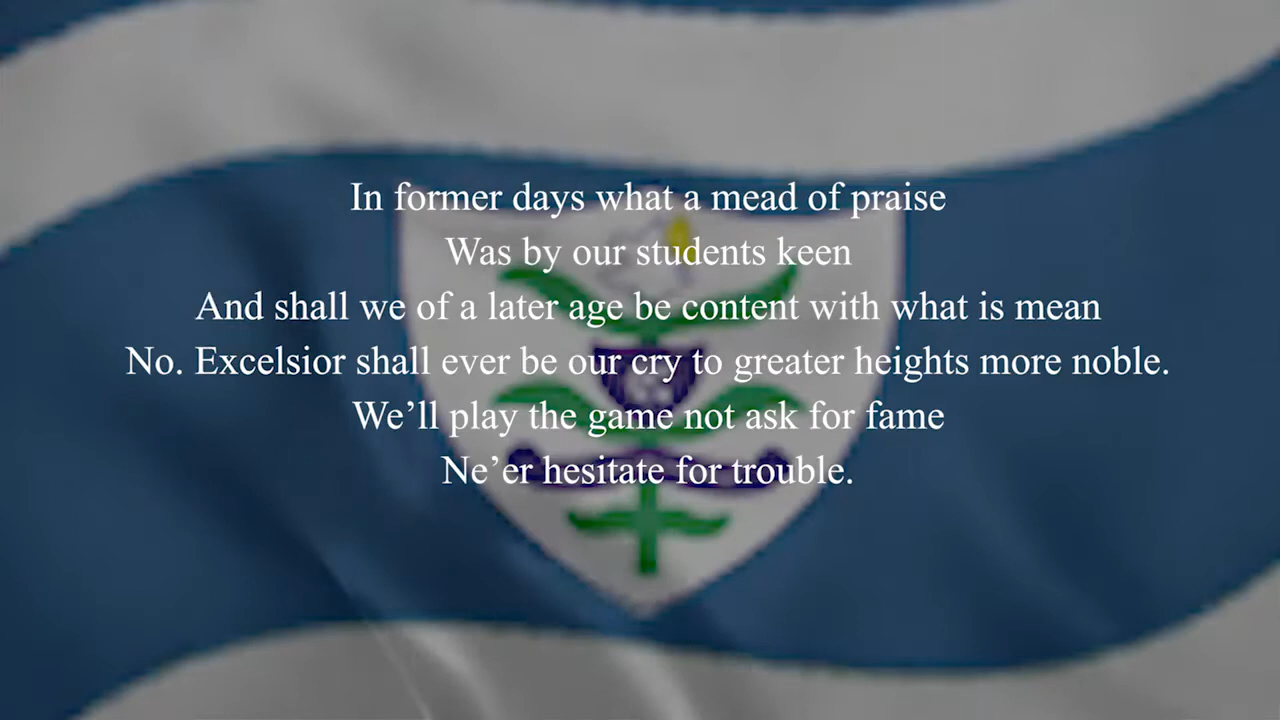 In former days what a mead of praise
Was by our students keen
And shall we of a later age be content with what is mean
No. Excelsior shall ever be our cry to greater heights more noble.
We’ll play the game not ask for fame
Ne’er hesitate for trouble.